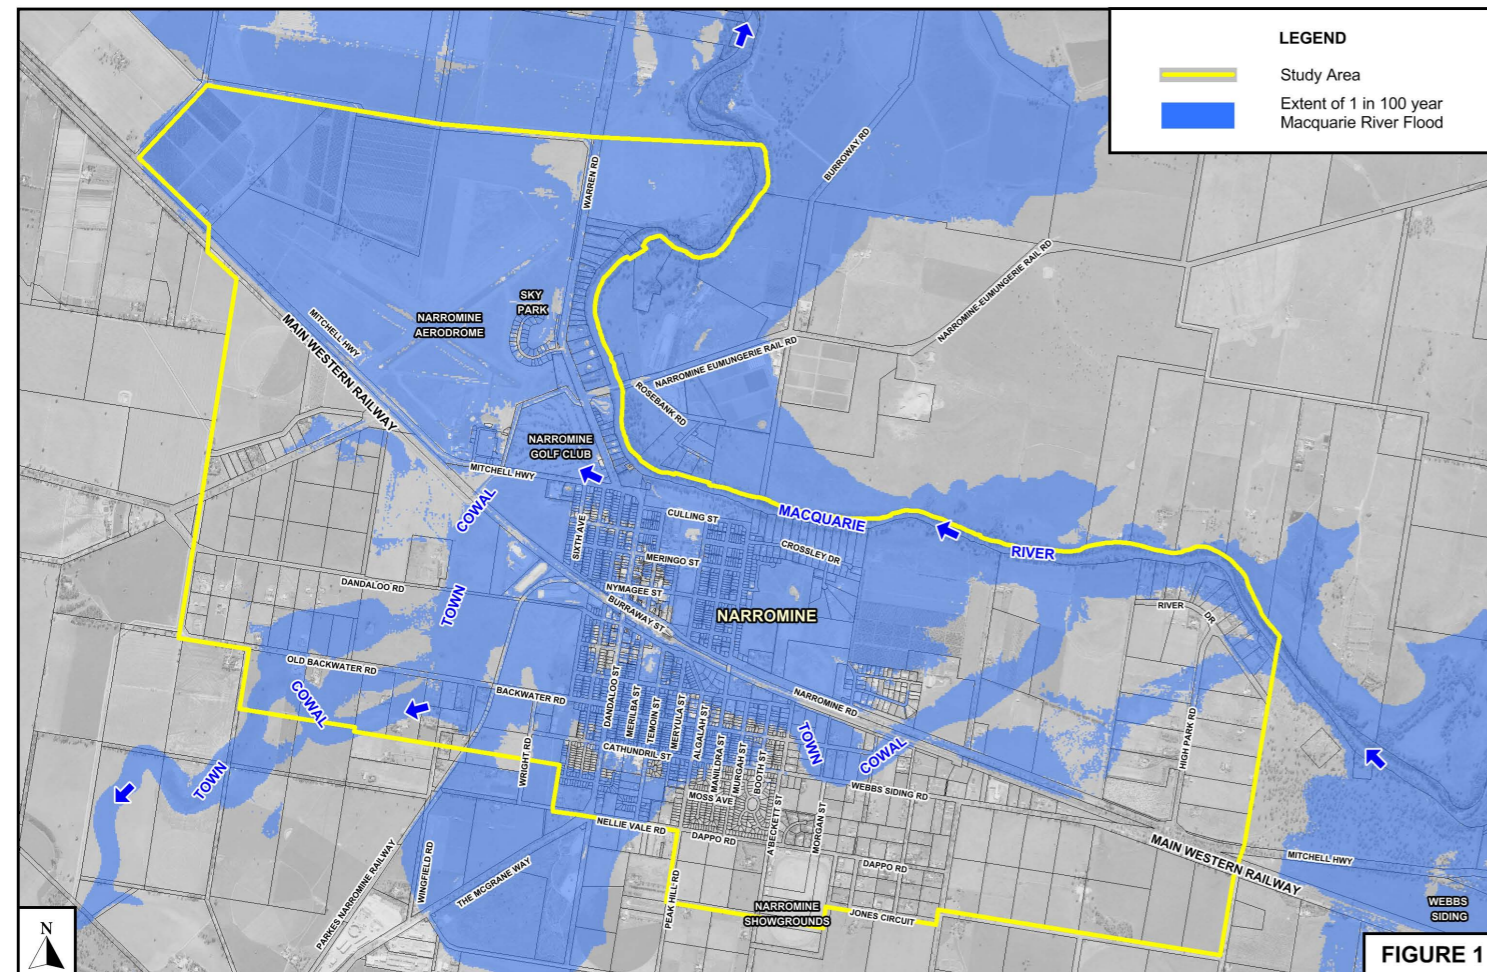 LEGEND
Study Area
Extent of 1 in 100 year
Macquarie River Flood
WARREN RD
BURROWAY RD
NARROMINE-EUMUNGERIE RAIL RD
SKY
PARK
NARROMINE
AERODROME
MITCHELL HWY
MAIN WESTERN RAILWAY
NARROMINE EUMUNGERIE RAIL RD
ROSEBANK RD
NARROMINE
GOLF CLUB
MITCHELL HWY
COWAL
SIXTH AVE
CULLING ST
MACQUARIE
RIVER
CROSSLEY DR
MERINGO ST
DANDALOO RD
NYMAGEE ST
BURRAWAY ST
NARROMINE
TOWN
RIVER
DR
OLD BACKWATER RD
COWAL
BACKWATER RD
DANDALOO ST
MERILBA ST
TEMOIN ST
MERYULA ST
ALGALAH ST
MANILDRA ST
MURGAH ST
BOOTH ST
NARROMINE RD
HIGH PARK RD
TOWN
COWAL
CATHUNDRIL ST
WRIGHT RD
TOWN
WEBBS SIDING RD
MOSS AVE
A'BECKETT ST
MORGAN ST
NELLIE VALE RD
DAPPO RD
DAPPO RD
MAIN WESTERN RAILWAY
MITCHELL HWY
PARKES NARROMINE RAILWAY
WINGFIELD RD
THE MCGRANE WAY
PEAK HILL RD
NARROMINE
SHOWGROUNDS
JONES CIRCUIT
WEBBS
SIDING
N
FIGURE 1